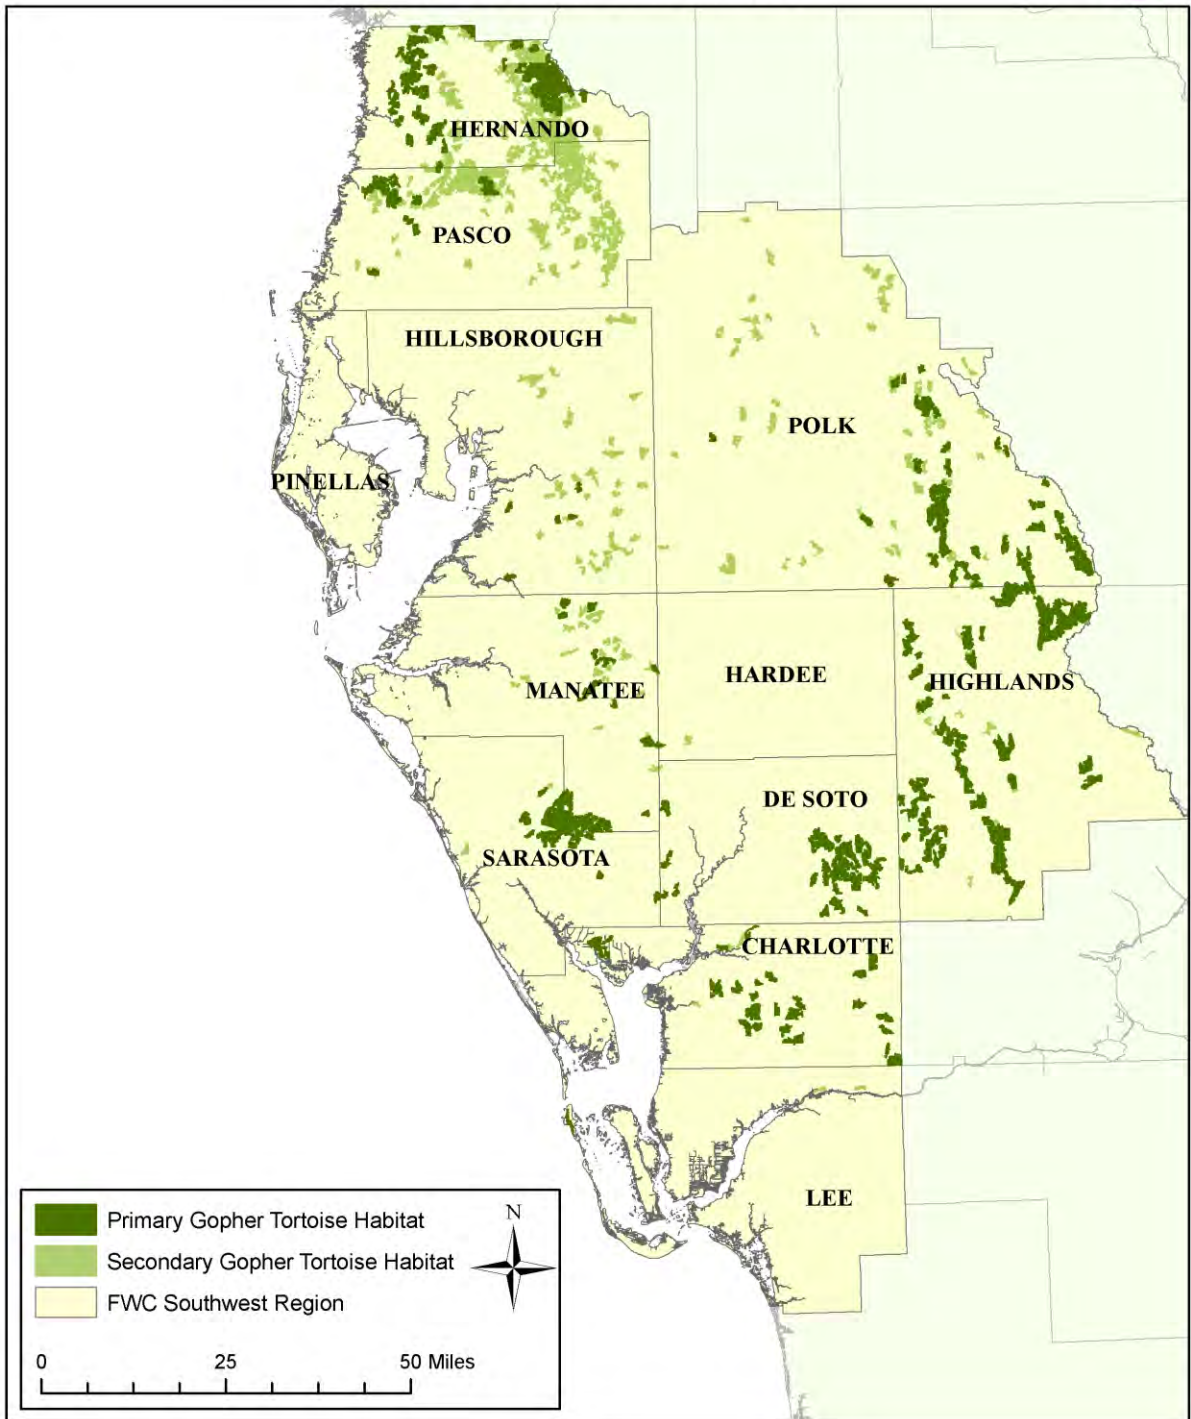 HERNANDO
PASCO
HILLSBOROUGH
POLK
PINELLAS
HARDEE
HIGHLANDS
MANATEE
DE SOTO
SARASOTA
CHARLOTTE
LEE
Primary Gopher Tortoise Habitat
Secondary Gopher Tortoise Habitat
FWC Southwest Region
N
0 25 50 Miles